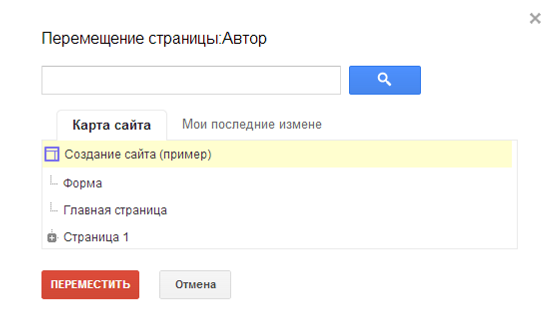 Перемещение страницы:Автор
Карта сайта Мои последние измене
Создание сайта (пример)
Форма
Главная страница
Страница 1
ПЕРЕМЕСТИТЬ Отмена